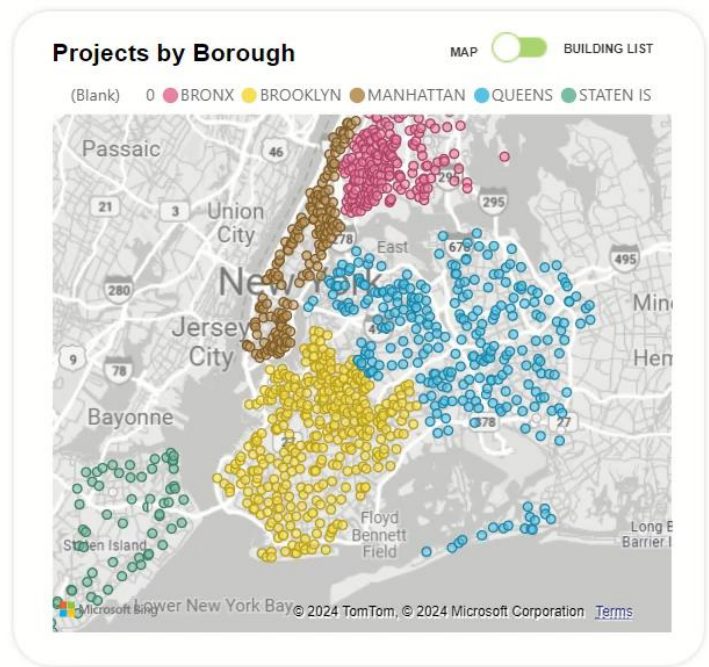 Projects by Borough
MAP
BUILDING LIST
(Blank) 0 BRONX BROOKLYN MANHATTAN QUEENS STATEN IS
Passaic
46
21
3
Union
City
295
278
East
678
495
280
New York
Min
Jersey
City
9
78
Hem
Bayonne
27
Floyd
Bennett
Field
Staten Island
Long B
Barrier I
Microsoft Bing
Lower New York Bay
© 2024 TomTom, © 2024 Microsoft Corporation Terms